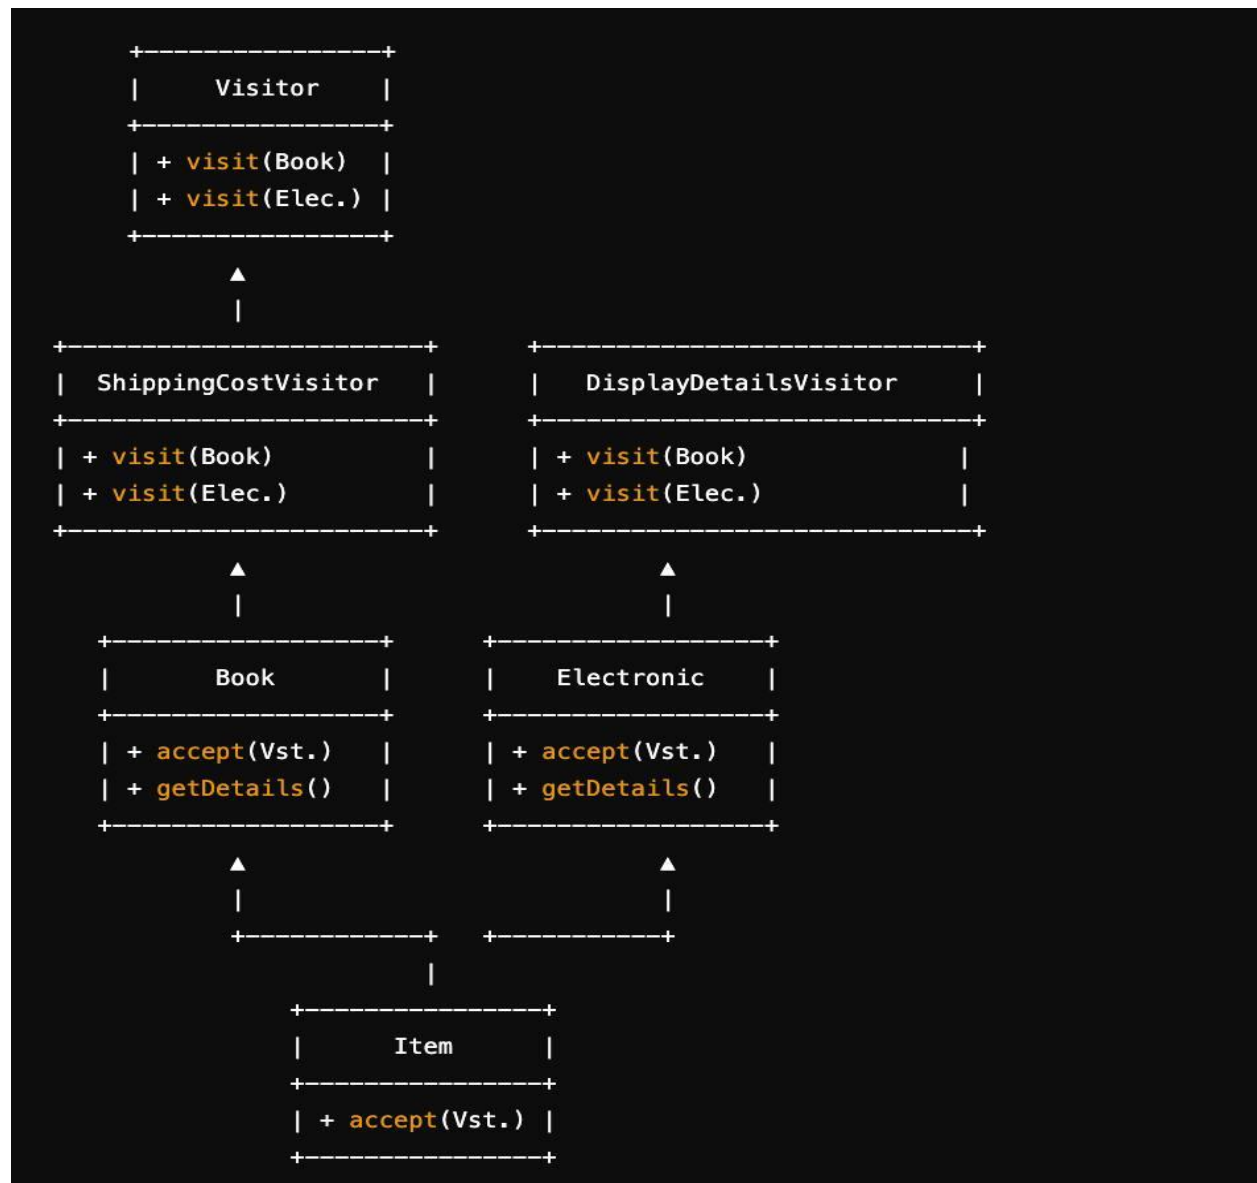 +----------------+
|     Visitor    |
+----------------+
| + visit(Book)  |
| + visit(Elec.) |
+----------------+
▲
|
+------------------------+      +-----------------------------+
|  ShippingCostVisitor   |      |   DisplayDetailsVisitor     |
+------------------------+      +-----------------------------+
| + visit(Book)          |      | + visit(Book)              |
| + visit(Elec.)         |      | + visit(Elec.)             |
+------------------------+      +-----------------------------+
▲                            ▲
|                            |
+------------------+      +------------------+
|       Book       |      |    Electronic    |
+------------------+      +------------------+
| + accept(Vst.)   |      | + accept(Vst.)   |
| + getDetails()   |      | + getDetails()   |
+------------------+      +------------------+
▲                            ▲
|                            |
+------------+   +-----------+
|
+----------------+
|      Item      |
+----------------+
| + accept(Vst.) |
+----------------+